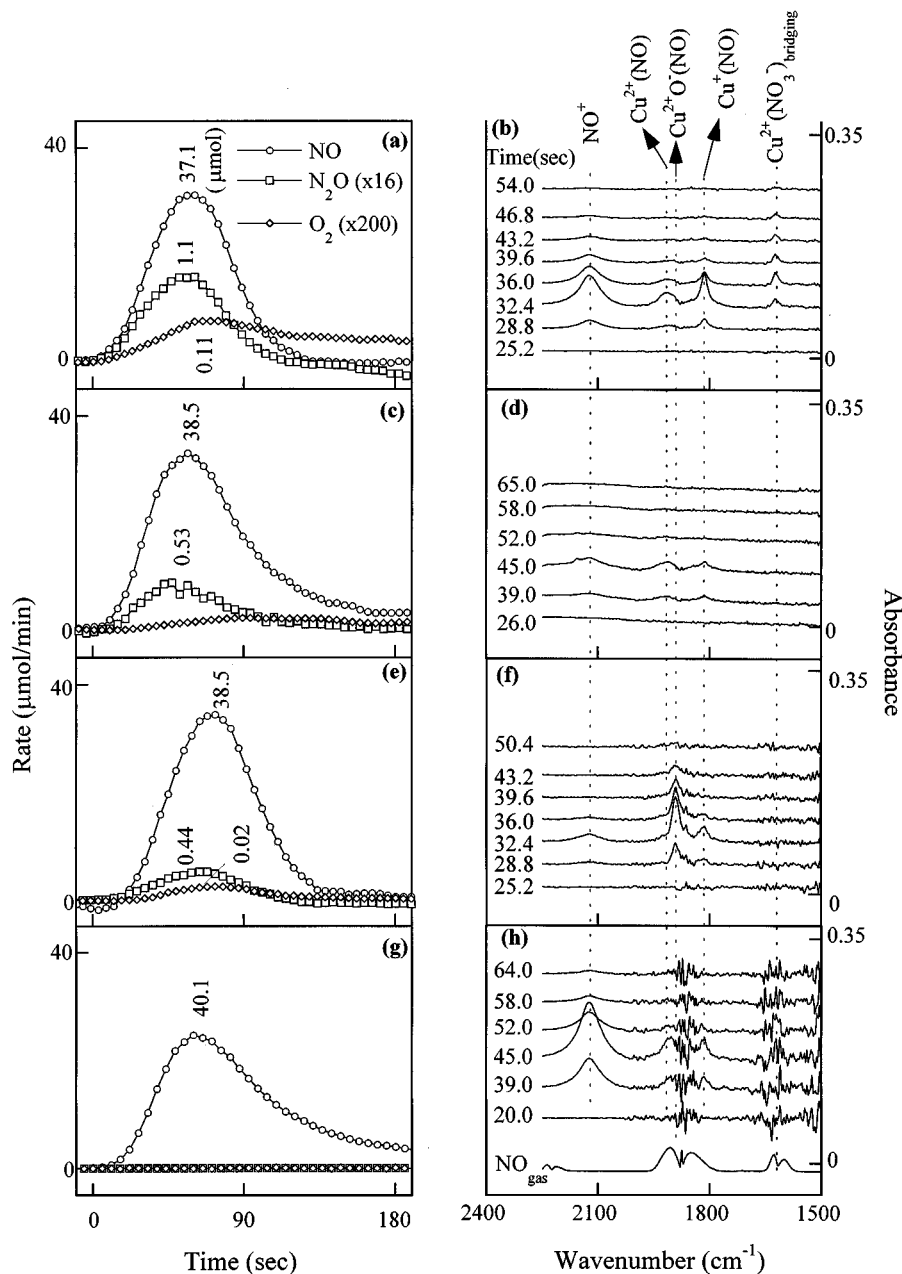 NO⁺
Cu²⁺(NO)
Cu²⁺O⁻(NO)
Cu⁺(NO)
Cu²⁺(NO₃⁻)bridging
40
0
(a)
37.1
(μmol)
NO
N₂O (x16)
O₂ (x200)
1.1
0.11
(b)
Time(sec)
54.0
46.8
43.2
39.6
36.0
32.4
28.8
25.2
0.35
0
40
0
(c)
38.5
0.53
(d)
65.0
58.0
52.0
45.0
39.0
26.0
0.35
0
40
0
(e)
38.5
0.44
0.02
(f)
50.4
43.2
39.6
36.0
32.4
28.8
25.2
0.35
0
40
0
(g)
40.1
(h)
64.0
58.0
52.0
45.0
39.0
20.0
NO gas
0.35
0
0 90 180
2400 2100 1800 1500
Time (sec)
Wavenumber (cm⁻¹)
Rate (μmol/min)
Absorbance